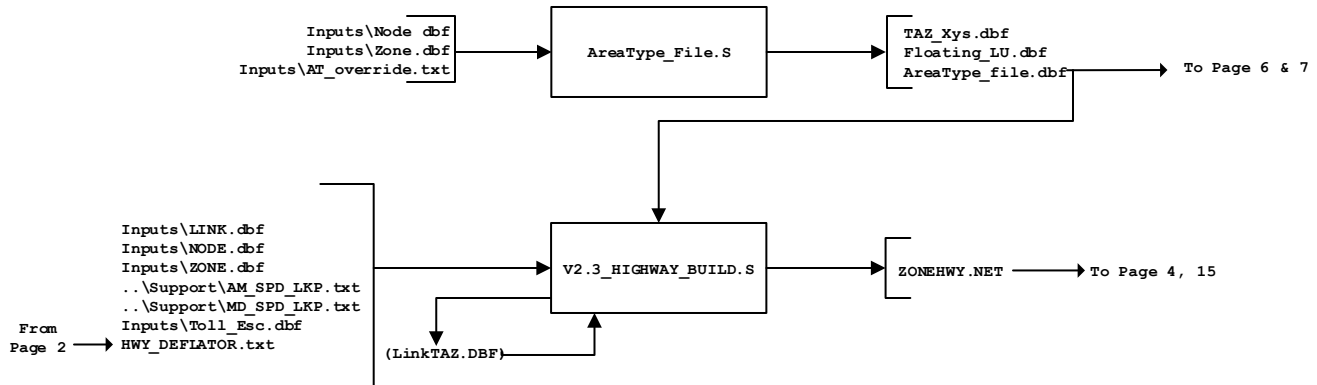 Inputs\Node dbf
Inputs\Zone.dbf
Inputs\AT_override.txt
AreaType_File.S
TAZ_Xys.dbf
Floating_LU.dbf
AreaType_file.dbf
To Page 6 & 7
Inputs\LINK.dbf
Inputs\NODE.dbf
Inputs\ZONE.dbf
..\Support\AM_SPD_LKP.txt
..\Support\MD_SPD_LKP.txt
Inputs\Toll_Esc.dbf
HWY_DEFLATOR.txt
From
Page 2
V2.3_HIGHWAY_BUILD.S
(LinkTAZ.DBF)
ZONEHWY.NET
To Page 4, 15